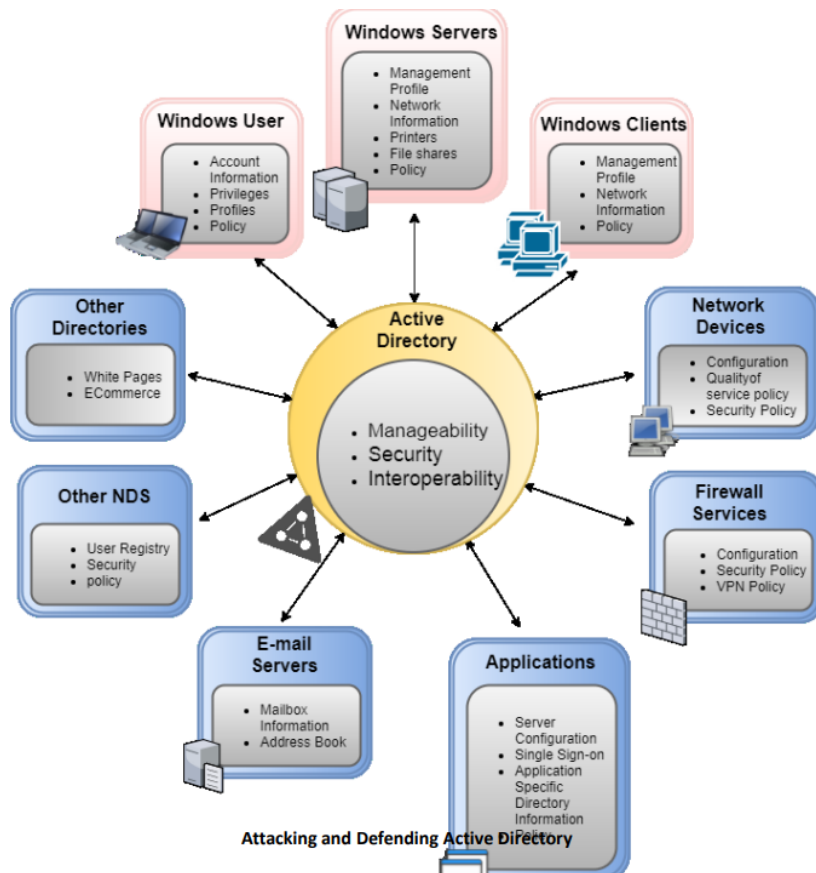 Windows Servers
• Management
Profile
• Network
Information
• Printers
• File shares
• Policy
Windows User
• Account
Information
• Privileges
• Profiles
• Policy
Windows Clients
• Management
Profile
• Network
Information
• Policy
Other
Directories
• White Pages
• ECommerce
Active
Directory
• Manageability
• Security
• Interoperability
Network
Devices
• Configuration
• Qualityof
service policy
• Security Policy
Other NDS
• User Registry
• Security
• policy
Firewall
Services
• Configuration
• Security Policy
• VPN Policy
E-mail
Servers
• Mailbox
Information
• Address Book
Applications
• Server
Configuration
• Single Sign-on
• Application
Specific
Directory
Information
• Policy
Attacking and Defending Active Directory